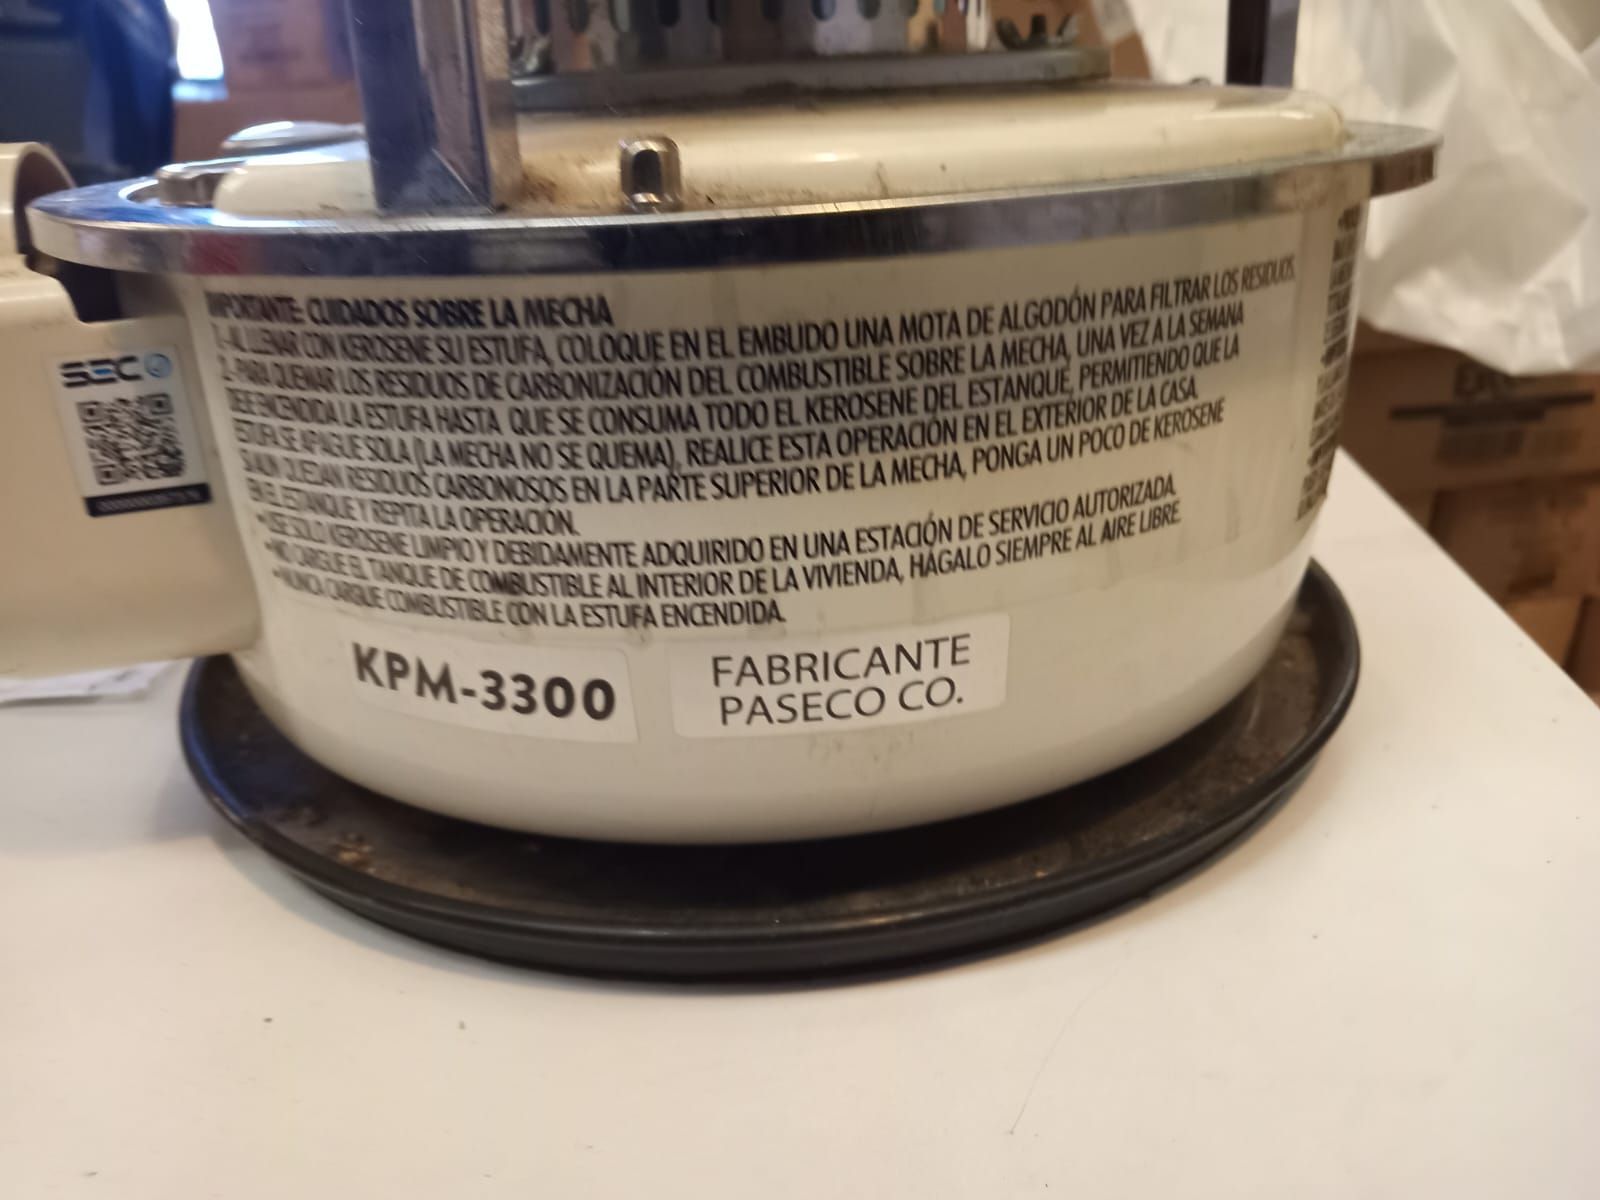 IMPORTANTE: CUIDADOS SOBRE LA MECHA
1.- AL LLENAR CON KEROSENE SU ESTUFA, COLOQUE EN EL EMBUDO UNA MOTA DE ALGODÓN PARA FILTRAR LOS RESIDUOS.
2.- PARA QUEMAR LOS RESIDUOS DE CARBONIZACIÓN DEL COMBUSTIBLE SOBRE LA MECHA, UNA VEZ A LA SEMANA
DEJE ENCENDIDA LA ESTUFA HASTA QUE SE CONSUMA TODO EL KEROSENE DEL ESTANQUE, PERMITIENDO QUE LA
ESTUFA SE APAGUE SOLA (LA MECHA NO SE QUEMA), REALICE ESTA OPERACIÓN EN EL EXTERIOR DE LA CASA.
SI AUN QUEDAN RESIDUOS CARBONOSOS EN LA PARTE SUPERIOR DE LA MECHA, PONGA UN POCO DE KEROSENE
EN EL ESTANQUE Y REPITA LA OPERACIÓN.
•USE SOLO KEROSENE LIMPIO Y DEBIDAMENTE ADQUIRIDO EN UNA ESTACIÓN DE SERVICIO AUTORIZADA.
•NO CARGUE EL TANQUE DE COMBUSTIBLE AL INTERIOR DE LA VIVIENDA, HÁGALO SIEMPRE AL AIRE LIBRE.
•NUNCA CARGUE COMBUSTIBLE CON LA ESTUFA ENCENDIDA.
SEC
KPM-3300
FABRICANTE
PASECO CO.